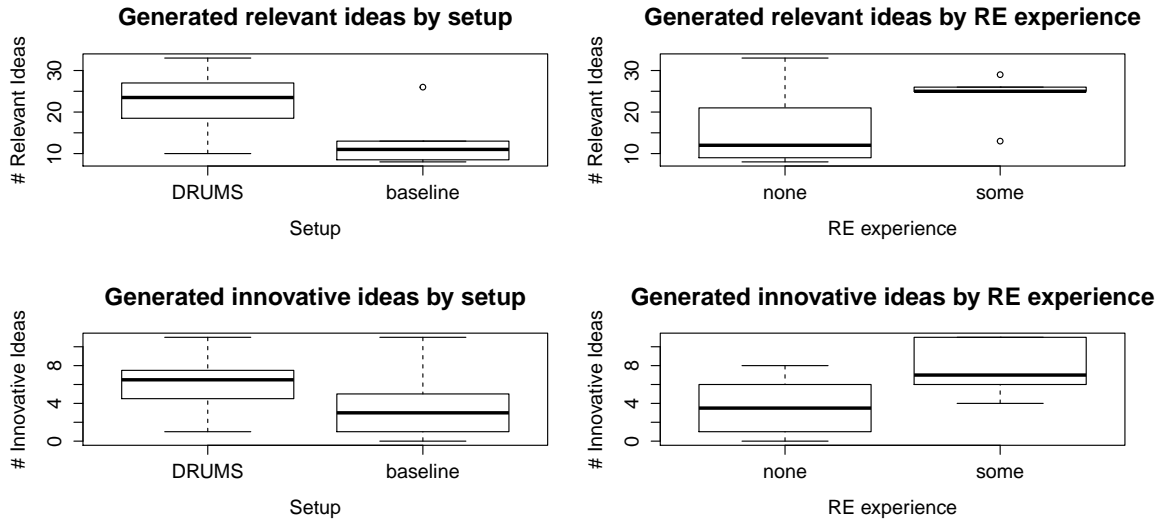 Generated relevant ideas by setup
# Relevant Ideas
30
20
10
DRUMS baseline
Setup
Generated relevant ideas by RE experience
# Relevant Ideas
30
20
10
none some
RE experience
Generated innovative ideas by setup
# Innovative Ideas
8
4
0
DRUMS baseline
Setup
Generated innovative ideas by RE experience
# Innovative Ideas
8
4
0
none some
RE experience